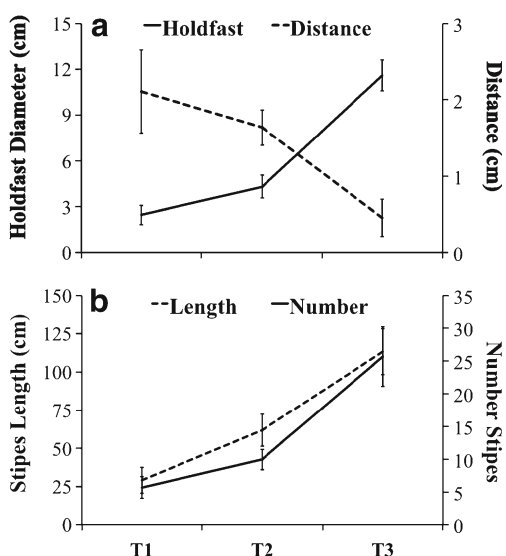 a
Holdfast
Distance
Holdfast Diameter (cm)
15
12
9
6
3
0
Distance (cm)
3
2
1
0
b
Length
Number
Stipes Length (cm)
150
125
100
75
50
25
0
Number Stipes
35
30
25
20
15
10
5
0
T1
T2
T3